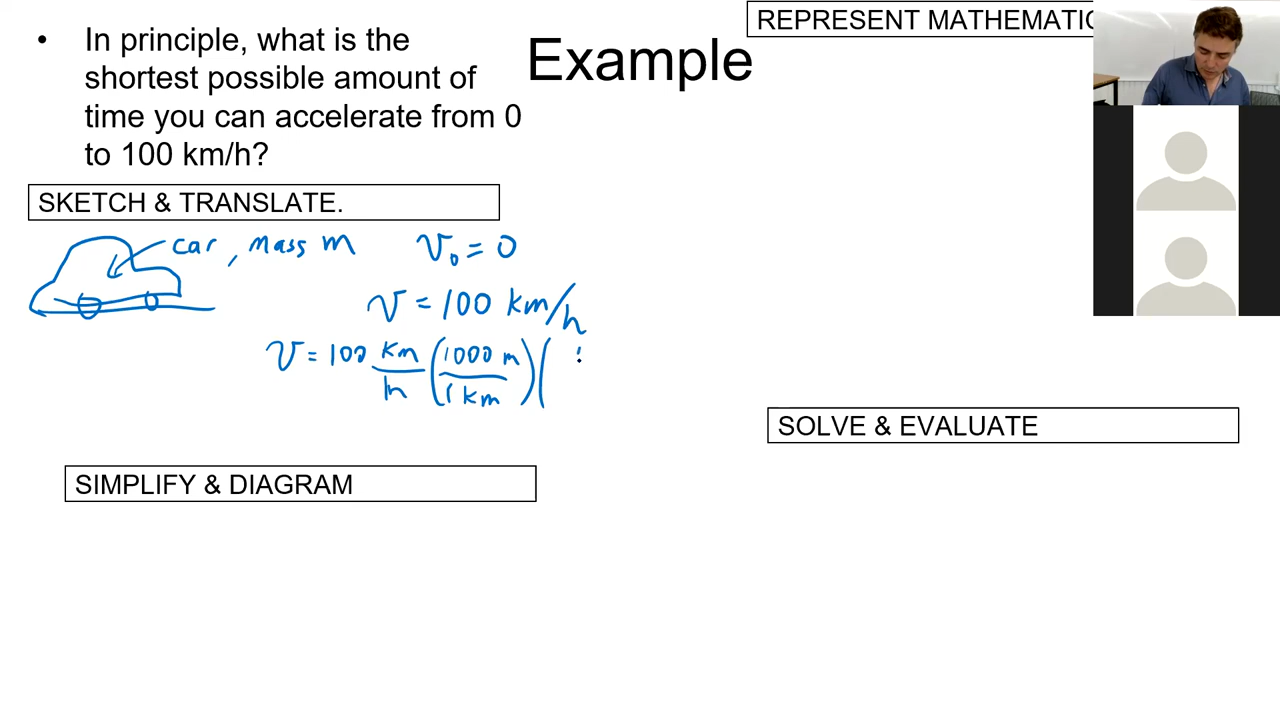 REPRESENT MATHEMATIC
Example
• In principle, what is the
shortest possible amount of
time you can accelerate from 0
to 100 km/h?
SKETCH & TRANSLATE.
car, mass m
v₀ = 0
v = 100 km/h
v = 100 km/h (1000 m/1 km)(
SOLVE & EVALUATE
SIMPLIFY & DIAGRAM